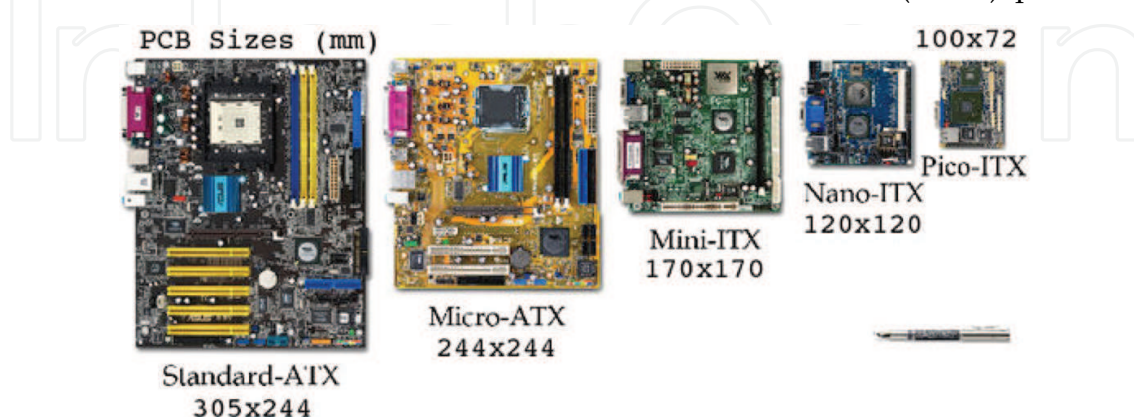 PCB Sizes (mm)
100x72
Pico-ITX
Nano-ITX
120x120
Mini-ITX
170x170
Micro-ATX
244x244
Standard-ATX
305x244